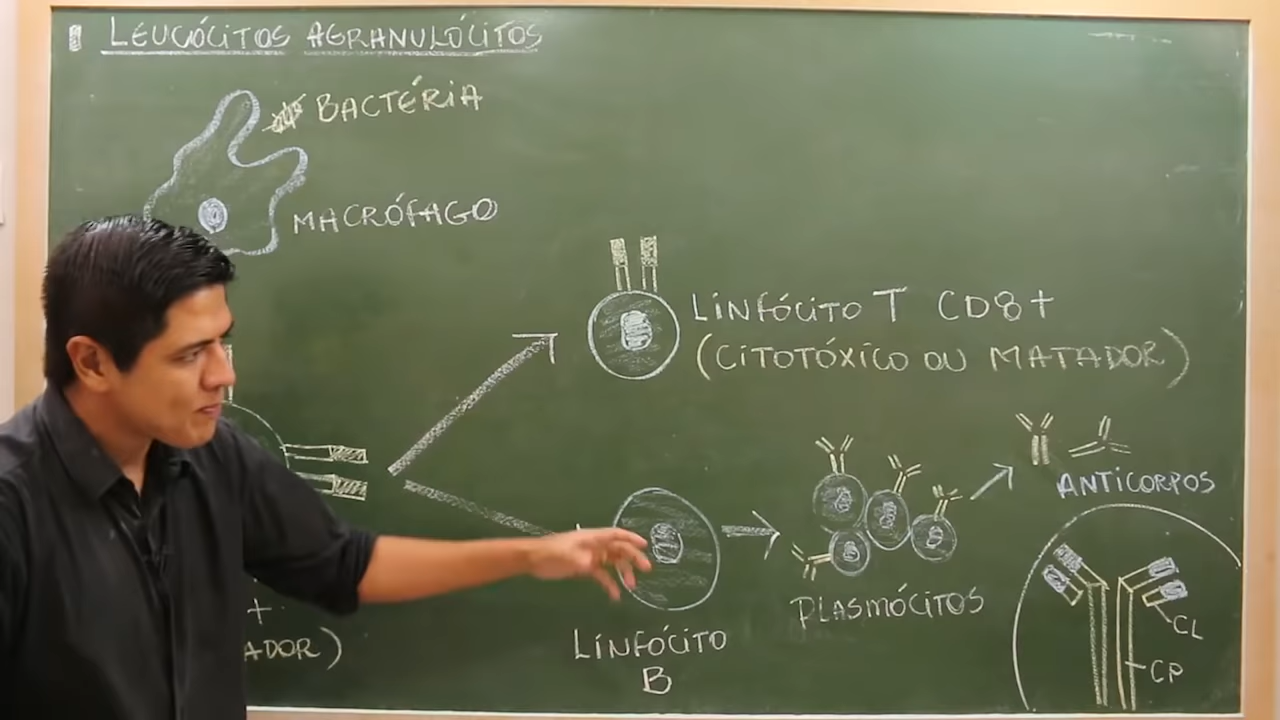 LEUCÓCITOS AGRANULÓCITOS
BACTÉRIA
MACRÓFAGO
LINFÓCITO T CD8+
(CITOTÓXICO OU MATADOR)
ANTICORPOS
PLASMÓCITOS
CL
CP
+
ADOR)
LINFÓCITO
B